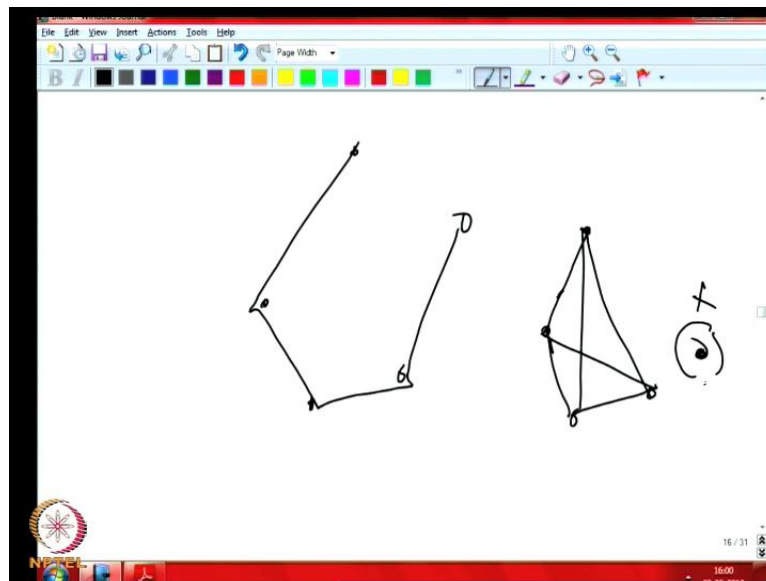 File Edit View Insert Actions Tools Help
Page Width
B I
16 / 31
NPTEL
16:00